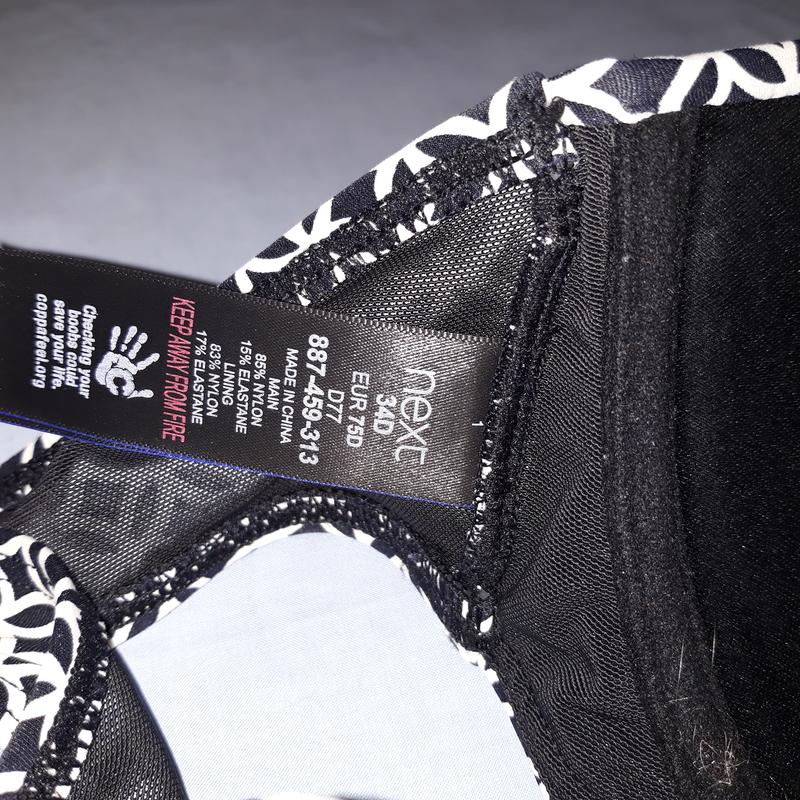 1
next
34D
EUR 75D
D77
887-459-313
MADE IN CHINA
MAIN
85% NYLON
15% ELASTANE
LINING
83% NYLON
17% ELASTANE
KEEP AWAY FROM FIRE
Checking your
boobs could
save your life.
coppafeel.org